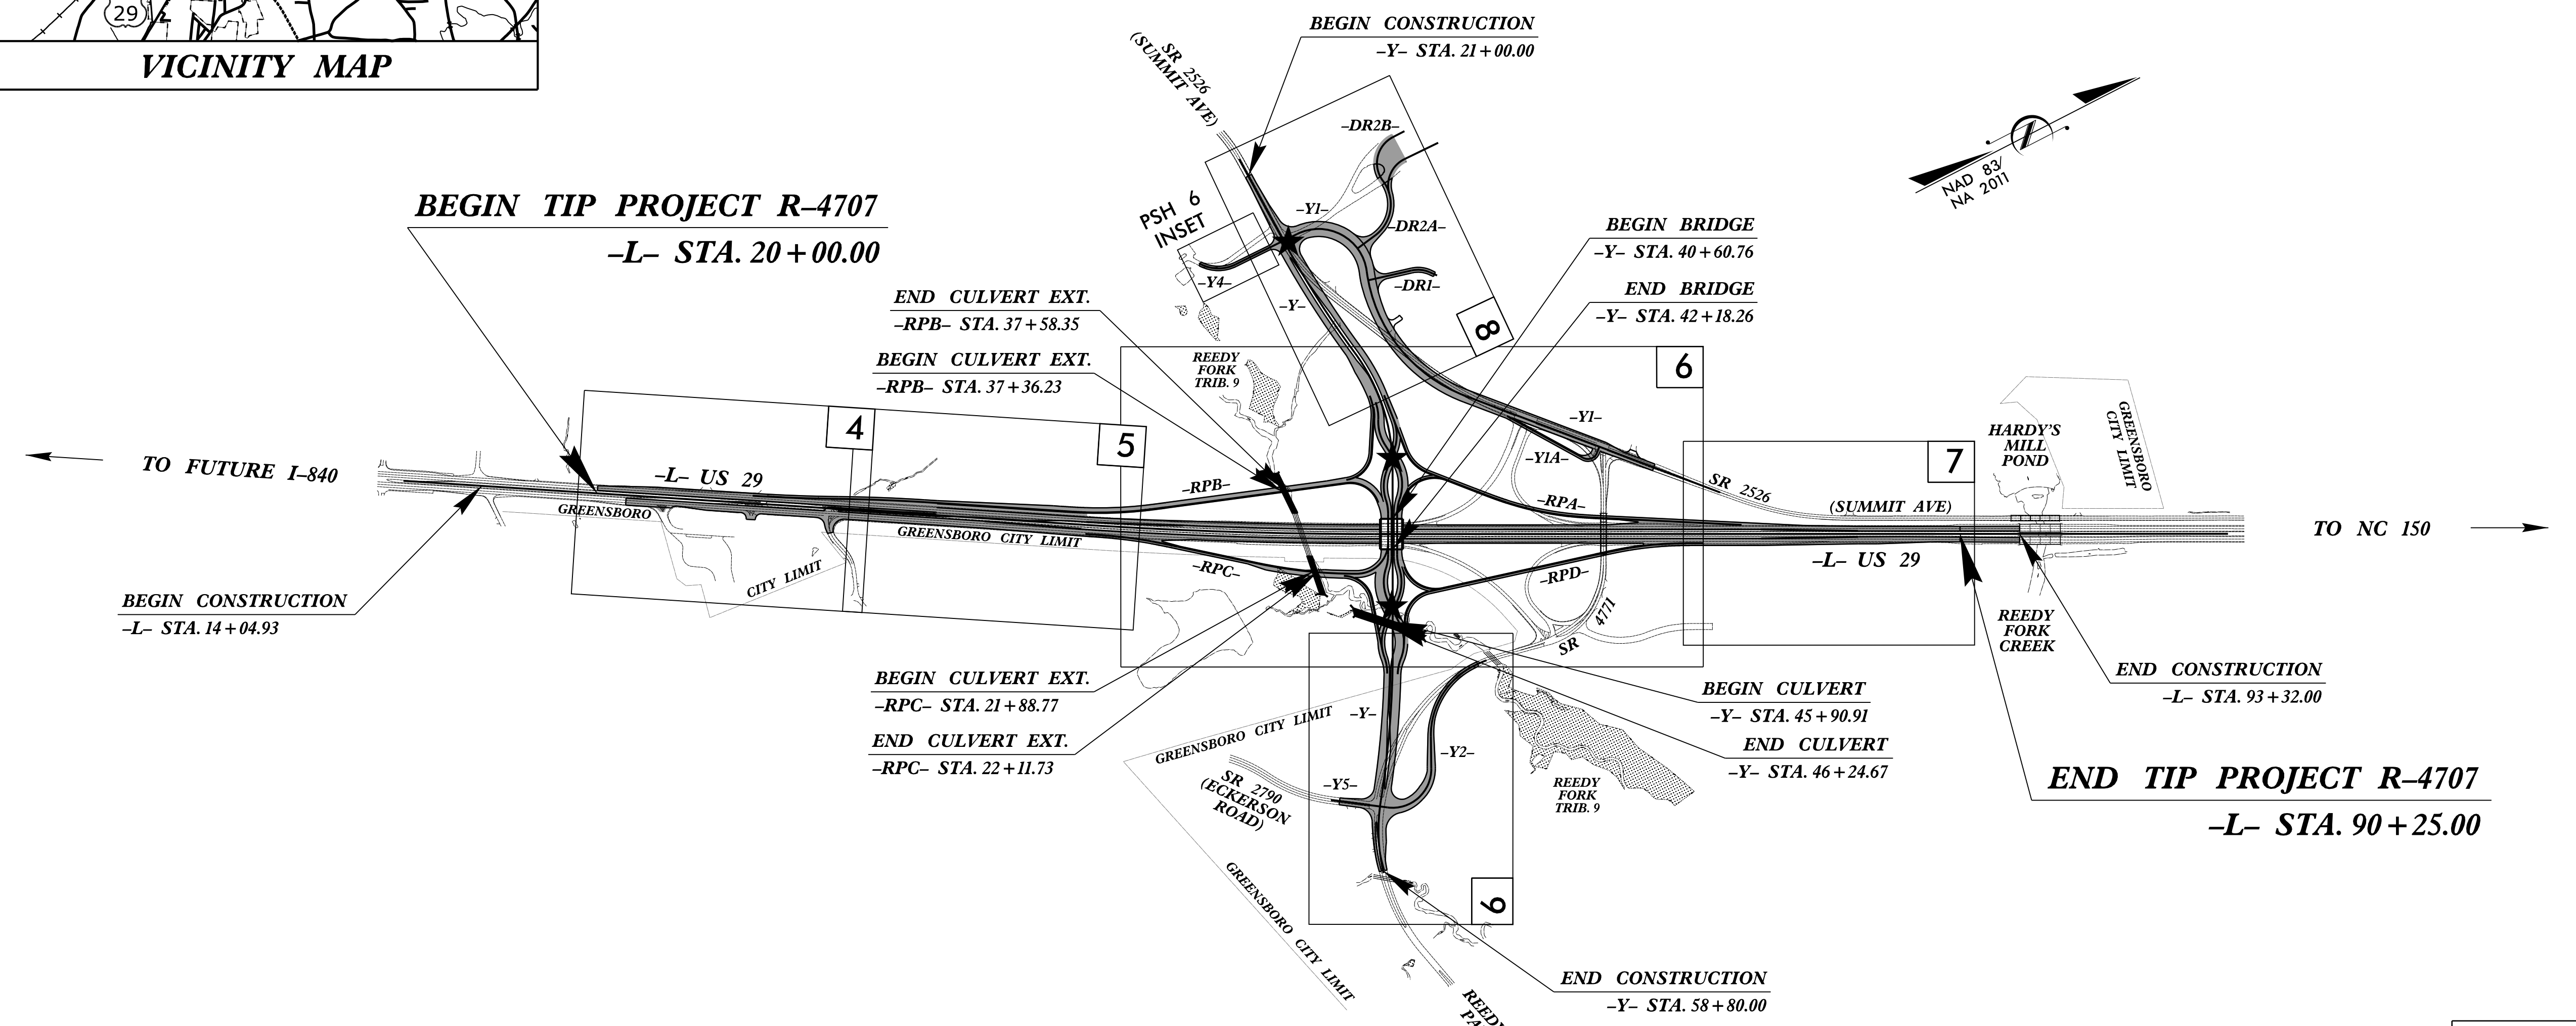 29
VICINITY MAP
BEGIN CONSTRUCTION
–Y– STA. 21+00.00
SR 2526
(SUMMIT AVE)
–DR2B–
NAD 83/
NA 2011
BEGIN TIP PROJECT R–4707
–L– STA. 20+00.00
PSH 6
INSET
–Y1–
–DR2A–
–Y4–
–Y–
–DR1–
8
BEGIN BRIDGE
–Y– STA. 40+60.76
END BRIDGE
–Y– STA. 42+18.26
END CULVERT EXT.
–RPB– STA. 37+58.35
BEGIN CULVERT EXT.
–RPB– STA. 37+36.23
REEDY
FORK
TRIB. 9
6
4
5
–Y1–
–Y1A–
7
HARDY'S
MILL
POND
GREENSBORO
CITY LIMIT
TO FUTURE I–840
–L– US 29
–RPB–
–RPA–
SR 2526
(SUMMIT AVE)
TO NC 150
GREENSBORO
GREENSBORO CITY LIMIT
CITY LIMIT
–RPC–
–RPD–
–L– US 29
BEGIN CONSTRUCTION
–L– STA. 14+04.93
SR 4771
REEDY
FORK
CREEK
END CONSTRUCTION
–L– STA. 93+32.00
BEGIN CULVERT EXT.
–RPC– STA. 21+88.77
END CULVERT EXT.
–RPC– STA. 22+11.73
BEGIN CULVERT
–Y– STA. 45+90.91
END CULVERT
–Y– STA. 46+24.67
GREENSBORO CITY LIMIT
–Y–
–Y2–
–Y5–
SR 2790
(ECKERSON
ROAD)
REEDY
FORK
TRIB. 9
END TIP PROJECT R–4707
–L– STA. 90+25.00
9
GREENSBORO CITY LIMIT
END CONSTRUCTION
–Y– STA. 58+80.00